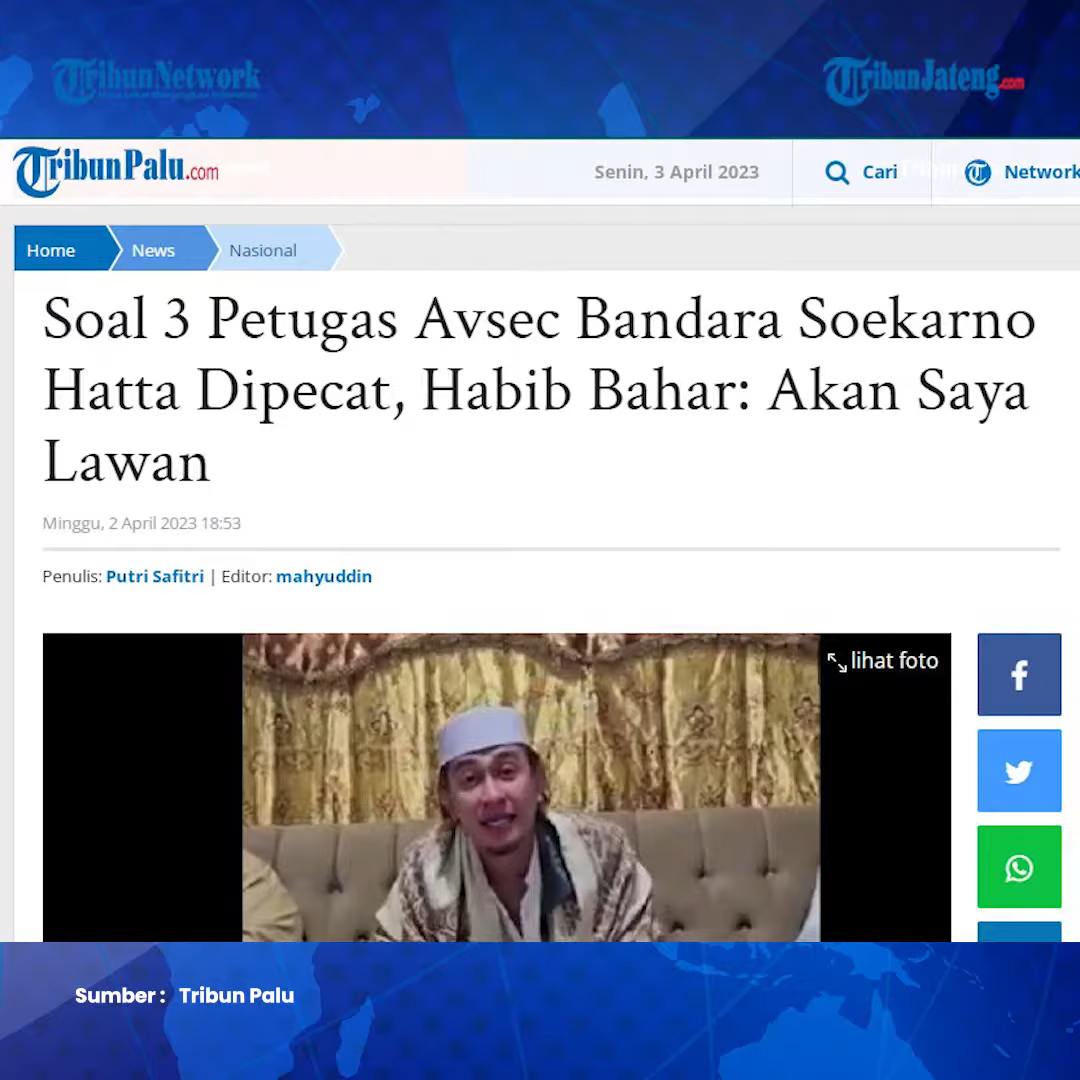 TribunNetwork
TribunJateng.com
TribunPalu.com
Senin, 3 April 2023
Cari
Network
Home
News
Nasional
Soal 3 Petugas Avsec Bandara Soekarno
Hatta Dipecat, Habib Bahar: Akan Saya
Lawan
Minggu, 2 April 2023 18:53
Penulis: Putri Safitri | Editor: mahyuddin
lihat foto
Sumber : Tribun Palu